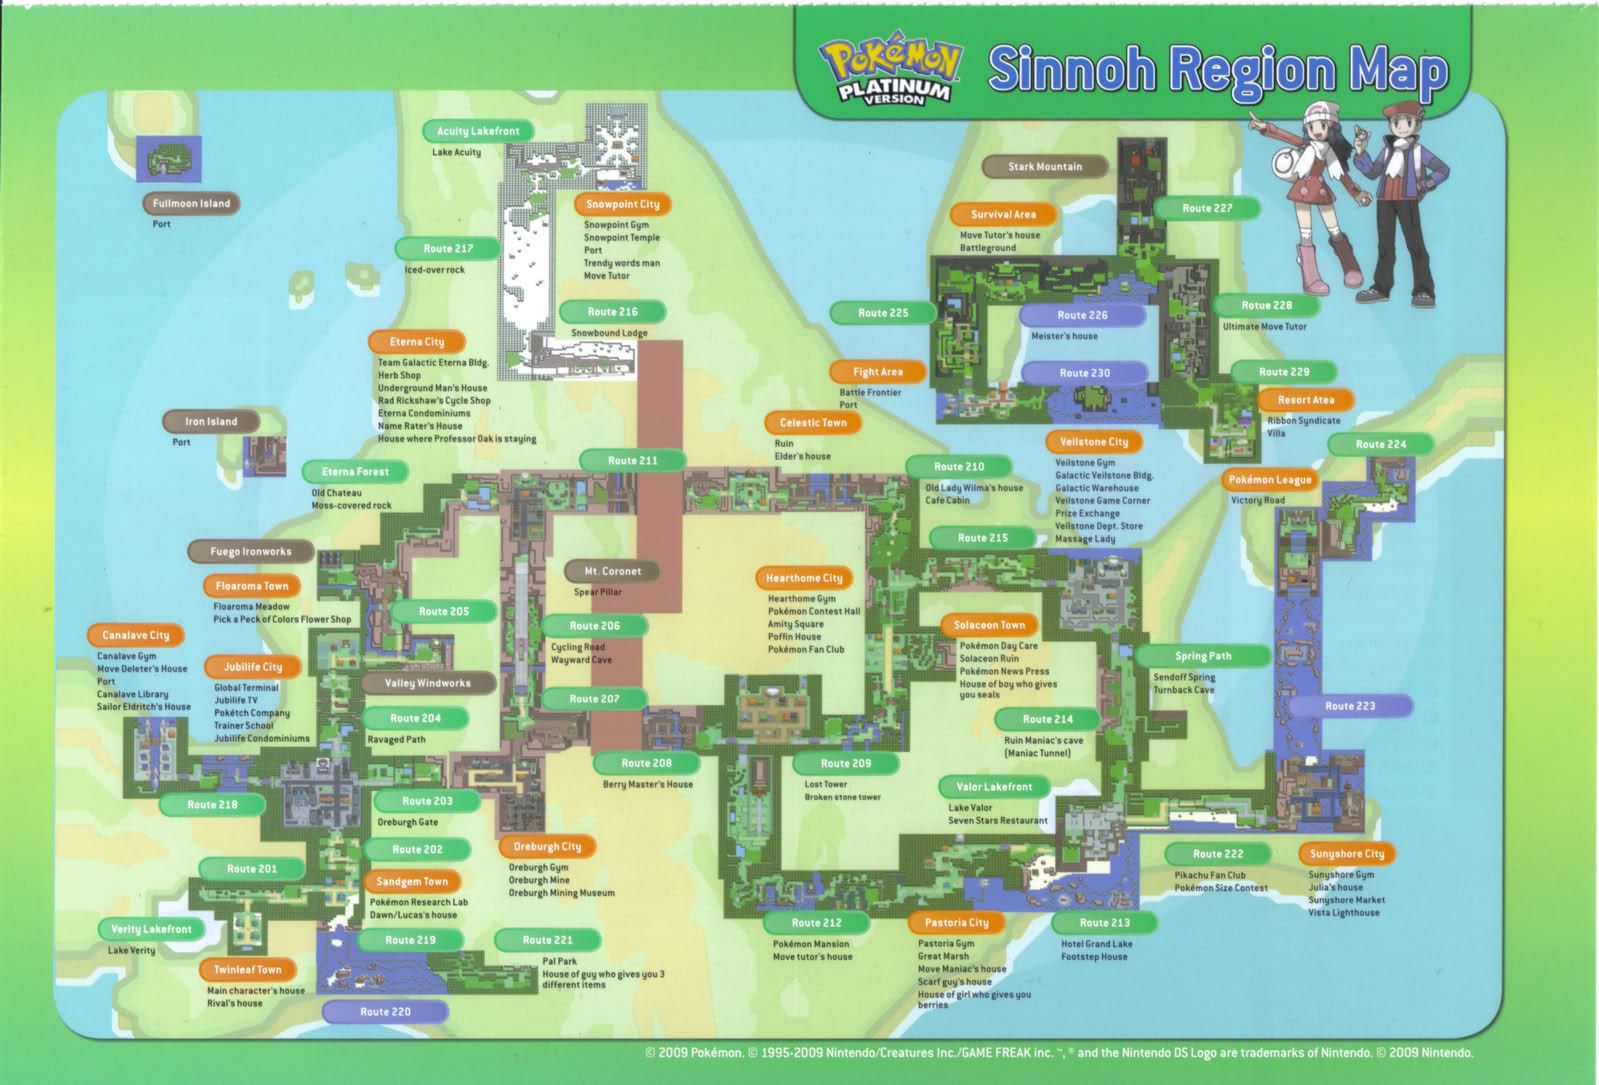 POKéMON
PLATINUM
VERSION
Sinnoh Region Map
Acuity Lakefront
Lake Acuity
Stark Mountain
Fullmoon Island
Port
Snowpoint City
Snowpoint Gym
Snowpoint Temple
Port
Trendy words man
Move Tutor
Route 227
Survival Area
Move Tutor's house
Battleground
Route 217
Iced-over rock
Route 216
Snowbound Lodge
Route 225
Route 226
Meister's house
Rotue 228
Ultimate Move Tutor
Eterna City
Team Galactic Eterna Bldg.
Herb Shop
Underground Man's House
Rad Rickshaw's Cycle Shop
Eterna Condominiums
Name Rater's House
House where Professor Oak is staying
Fight Area
Battle Frontier
Port
Route 230
Route 229
Resort Atea
Ribbon Syndicate
Villa
Iron Island
Port
Celestic Town
Ruin
Elder's house
Veilstone City
Veilstone Gym
Galactic Veilstone Bldg.
Galactic Warehouse
Veilstone Game Corner
Prize Exchange
Veilstone Dept. Store
Massage Lady
Route 224
Eterna Forest
Old Chateau
Moss-covered rock
Route 211
Route 210
Old Lady Wilma's house
Cafe Cabin
Pokémon League
Victory Road
Route 215
Fuego Ironworks
Floaroma Town
Floaroma Meadow
Pick a Peck of Colors Flower Shop
Mt. Coronet
Spear Pillar
Hearthome City
Hearthome Gym
Pokémon Contest Hall
Amity Square
Poffin House
Pokémon Fan Club
Route 205
Route 206
Cycling Road
Wayward Cave
Solaceon Town
Pokémon Day Care
Solaceon Ruin
Pokémon News Press
House of boy who gives
you seals
Canalave City
Canalave Gym
Move Deleter's House
Port
Canalave Library
Sailor Eldritch's House
Jubilife City
Global Terminal
Jubilife TV
Pokétch Company
Trainer School
Jubilife Condominiums
Spring Path
Sendoff Spring
Turnback Cave
Valley Windworks
Route 207
Route 223
Route 204
Ravaged Path
Route 214
Ruin Maniac's cave
(Maniac Tunnel)
Route 208
Berry Master's House
Route 209
Lost Tower
Broken stone tower
Route 218
Route 203
Oreburgh Gate
Valor Lakefront
Lake Valor
Seven Stars Restaurant
Route 202
Oreburgh City
Oreburgh Gym
Oreburgh Mine
Oreburgh Mining Museum
Route 222
Pikachu Fan Club
Pokémon Size Contest
Sunyshore City
Sunyshore Gym
Julia's house
Sunyshore Market
Vista Lighthouse
Route 201
Sandgem Town
Pokémon Research Lab
Dawn/Lucas's house
Verity Lakefront
Lake Verity
Route 219
Route 221
Pal Park
House of guy who gives you 3
different items
Route 212
Pokémon Mansion
Move tutor's house
Pastoria City
Pastoria Gym
Great Marsh
Move Maniac's house
Scarf guy's house
House of girl who gives you
berries
Route 213
Hotel Grand Lake
Footstep House
Twinleaf Town
Main character's house
Rival's house
Route 220
© 2009 Pokémon. © 1995-2009 Nintendo/Creatures Inc./GAME FREAK inc. ™, ® and the Nintendo DS Logo are trademarks of Nintendo. © 2009 Nintendo.